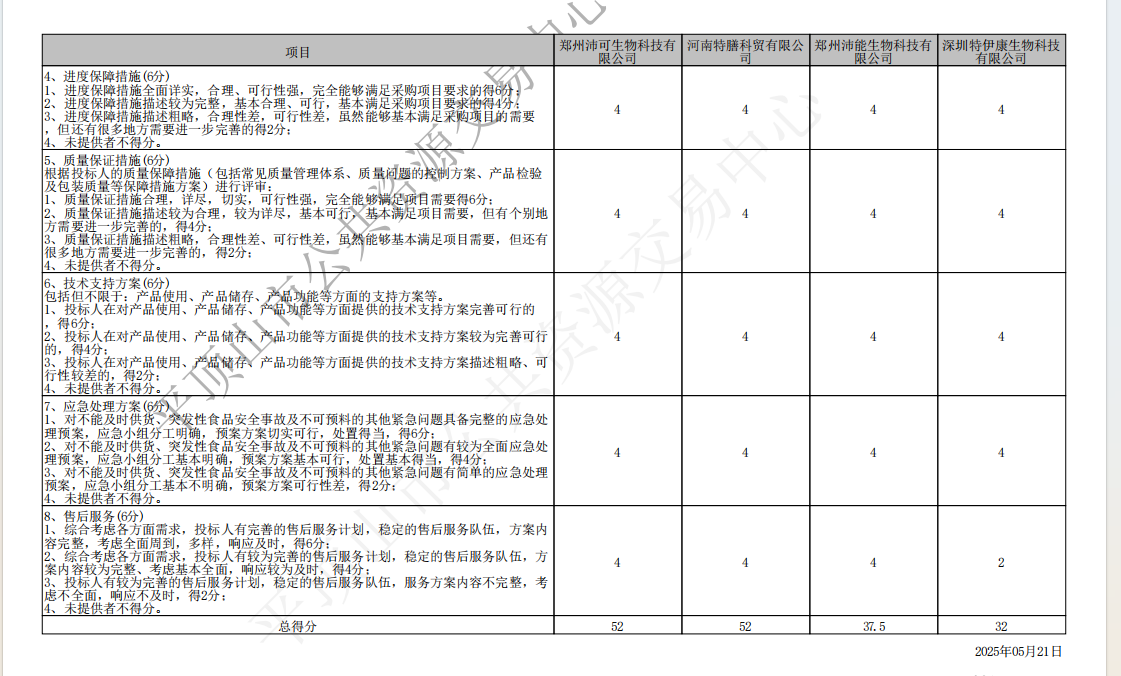 项目
郑州沛可生物科技有
限公司
河南特膳科贸有限公
司
郑州沛能生物科技有
限公司
深圳特伊康生物科技
有限公司
4、进度保障措施(6分)
1、进度保障措施全面详实，合理、可行性强，完全能够满足采购项目要求的得6分；
2、进度保障措施描述较为完整，基本合理、可行，基本满足采购项目要求的得4分；
3、进度保障措施描述粗略，合理性差，可行性差，虽然能够基本满足采购项目的需要
，但还有很多地方需要进一步完善的得2分；
4、未提供者不得分。
4
4
4
4
5、质量保证措施(6分)
根据投标人的质量保障措施（包括常见质量管理体系、质量问题的控制方案、产品检验
及包装质量等保障措施方案）进行评审：
1、质量保证措施合理，详尽，切实，可行性强，完全能够满足项目需要得6分；
2、质量保证措施描述较为合理，较为详尽，基本可行，基本满足项目需要，但有个别地
方需要进一步完善的，得4分；
3、质量保证措施描述粗略，合理性差、可行性差，虽然能够基本满足项目需要，但还有
很多地方需要进一步完善的，得2分；
4、未提供者不得分。
4
4
4
4
6、技术支持方案(6分)
包括但不限于：产品使用、产品储存、产品功能等方面的支持方案等。
1、投标人在对产品使用、产品储存、产品功能等方面提供的技术支持方案完善可行的
，得6分；
2、投标人在对产品使用、产品储存、产品功能等方面提供的技术支持方案较为完善可行
的，得4分；
3、投标人在对产品使用、产品储存、产品功能等方面提供的技术支持方案描述粗略、可
行性较差的，得2分；
4、未提供者不得分。
4
4
4
4
7、应急处理方案(6分)
1、对不能及时供货、突发性食品安全事故及不可预料的其他紧急问题具备完整的应急处
理预案，应急小组分工明确，预案方案切实可行，处置得当，得6分；
2、对不能及时供货、突发性食品安全事故及不可预料的其他紧急问题有较为全面应急处
理预案，应急小组分工基本明确，预案方案基本可行，处置基本得当，得4分；
3、对不能及时供货、突发性食品安全事故及不可预料的其他紧急问题有简单的应急处理
预案，应急小组分工基本不明确，预案方案可行性差，得2分；
4、未提供者不得分。
4
4
4
4
8、售后服务(6分)
1、综合考虑各方面需求，投标人有完善的售后服务计划，稳定的售后服务队伍，方案内
容完整，考虑全面周到，多样，响应及时，得6分；
2、综合考虑各方面需求，投标人有较为完善的售后服务计划，稳定的售后服务队伍，方
案内容较为完整、考虑基本全面，响应较为及时，得4分；
3、投标人有较为完善的售后服务计划，稳定的售后服务队伍，服务方案内容不完整，考
虑不全面，响应不及时，得2分；
4、未提供者不得分。
4
4
4
2
总得分
52
52
37.5
32
2025年05月21日
平顶山市公共资源交易中心
平顶山市公共资源交易中心